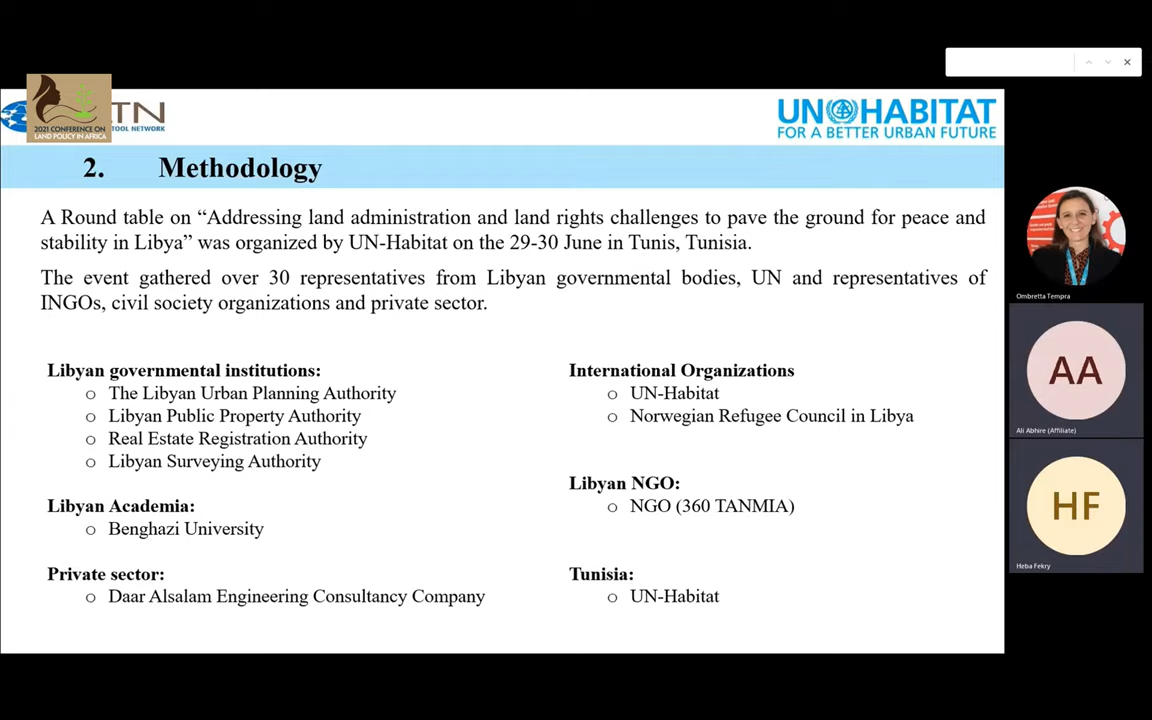 TN
TOOL NETWORK
2021 CONFERENCE ON
LAND POLICY IN AFRICA
UN HABITAT
FOR A BETTER URBAN FUTURE
2. Methodology
A Round table on “Addressing land administration and land rights challenges to pave the ground for peace and
stability in Libya” was organized by UN-Habitat on the 29-30 June in Tunis, Tunisia.
The event gathered over 30 representatives from Libyan governmental bodies, UN and representatives of
INGOs, civil society organizations and private sector.
Libyan governmental institutions:
o The Libyan Urban Planning Authority
o Libyan Public Property Authority
o Real Estate Registration Authority
o Libyan Surveying Authority
Libyan Academia:
o Benghazi University
Private sector:
o Daar Alsalam Engineering Consultancy Company
International Organizations
o UN-Habitat
o Norwegian Refugee Council in Libya
Libyan NGO:
o NGO (360 TANMIA)
Tunisia:
o UN-Habitat
Ombretta Tempra
AA
Ali Abhire (Affiliate)
HF
Heba Fekry